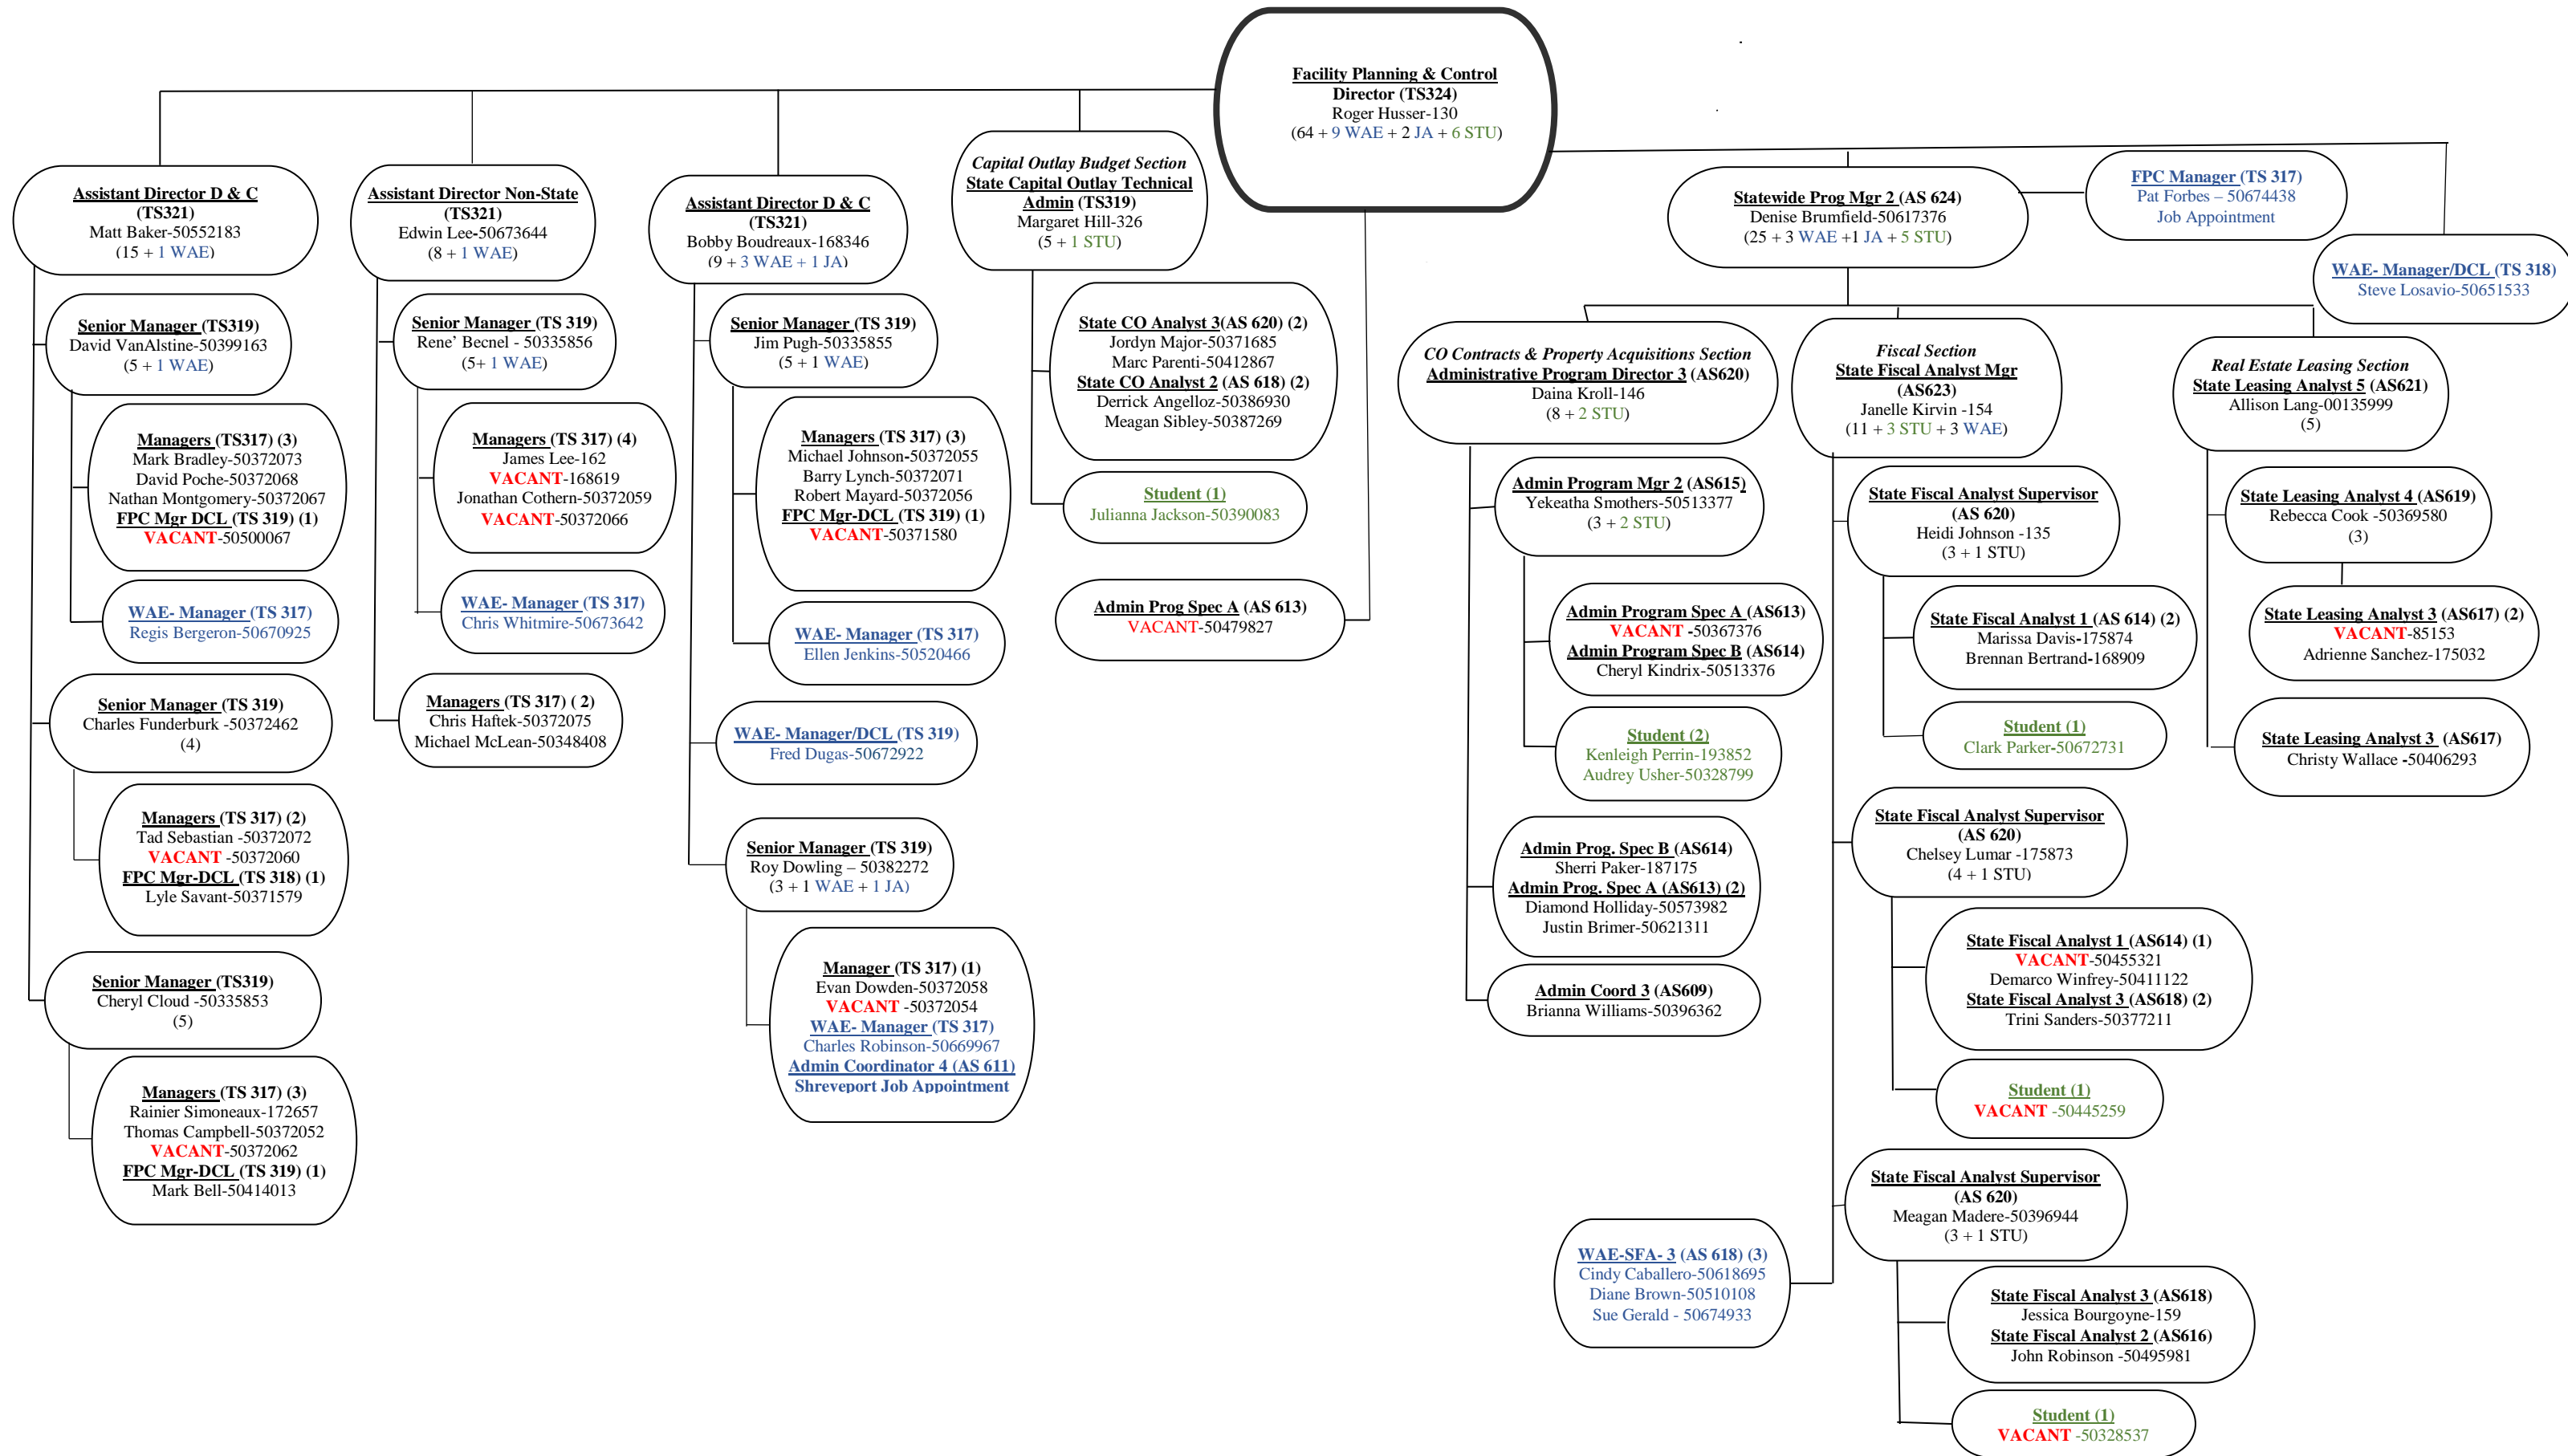 Facility Planning & Control
Director (TS324)
Roger Husser-130
(64 + 9 WAE + 2 JA + 6 STU)
Assistant Director D & C
(TS321)
Matt Baker-50552183
(15 + 1 WAE)
Senior Manager (TS319)
David VanAlstine-50399163
(5 + 1 WAE)
Managers (TS317) (3)
Mark Bradley-50372073
David Poche-50372068
Nathan Montgomery-50372067
FPC Mgr DCL (TS 319) (1)
VACANT-50500067
WAE- Manager (TS 317)
Regis Bergeron-50670925
Senior Manager (TS 319)
Charles Funderburk -50372462
(4)
Managers (TS 317) (2)
Tad Sebastian -50372072
VACANT -50372060
FPC Mgr-DCL (TS 318) (1)
Lyle Savant-50371579
Senior Manager (TS319)
Cheryl Cloud -50335853
(5)
Managers (TS 317) (3)
Rainier Simoneaux-172657
Thomas Campbell-50372052
VACANT-50372062
FPC Mgr-DCL (TS 319) (1)
Mark Bell-50414013
Assistant Director Non-State
(TS321)
Edwin Lee-50673644
(8 + 1 WAE)
Senior Manager (TS 319)
Rene’ Becnel - 50335856
(5+ 1 WAE)
Managers (TS 317) (4)
James Lee-162
VACANT-168619
Jonathan Cothern-50372059
VACANT-50372066
WAE- Manager (TS 317)
Chris Whitmire-50673642
Managers (TS 317) ( 2)
Chris Haftek-50372075
Michael McLean-50348408
Assistant Director D & C
(TS321)
Bobby Boudreaux-168346
(9 + 3 WAE + 1 JA)
Senior Manager (TS 319)
Jim Pugh-50335855
(5 + 1 WAE)
Managers (TS 317) (3)
Michael Johnson-50372055
Barry Lynch-50372071
Robert Mayard-50372056
FPC Mgr-DCL (TS 319) (1)
VACANT-50371580
WAE- Manager (TS 317)
Ellen Jenkins-50520466
WAE- Manager/DCL (TS 319)
Fred Dugas-50672922
Senior Manager (TS 319)
Roy Dowling – 50382272
(3 + 1 WAE + 1 JA)
Manager (TS 317) (1)
Evan Dowden-50372058
VACANT -50372054
WAE- Manager (TS 317)
Charles Robinson-50669967
Admin Coordinator 4 (AS 611)
Shreveport Job Appointment
Capital Outlay Budget Section
State Capital Outlay Technical
Admin (TS319)
Margaret Hill-326
(5 + 1 STU)
State CO Analyst 3(AS 620) (2)
Jordyn Major-50371685
Marc Parenti-50412867
State CO Analyst 2 (AS 618) (2)
Derrick Angelloz-50386930
Meagan Sibley-50387269
Student (1)
Julianna Jackson-50390083
Admin Prog Spec A (AS 613)
VACANT-50479827
Statewide Prog Mgr 2 (AS 624)
Denise Brumfield-50617376
(25 + 3 WAE +1 JA + 5 STU)
FPC Manager (TS 317)
Pat Forbes – 50674438
Job Appointment
WAE- Manager/DCL (TS 318)
Steve Losavio-50651533
CO Contracts & Property Acquisitions Section
Administrative Program Director 3 (AS620)
Daina Kroll-146
(8 + 2 STU)
Admin Program Mgr 2 (AS615)
Yekeatha Smothers-50513377
(3 + 2 STU)
Admin Program Spec A (AS613)
VACANT -50367376
Admin Program Spec B (AS614)
Cheryl Kindrix-50513376
Student (2)
Kenleigh Perrin-193852
Audrey Usher-50328799
Admin Prog. Spec B (AS614)
Sherri Paker-187175
Admin Prog. Spec A (AS613) (2)
Diamond Holliday-50573982
Justin Brimer-50621311
Admin Coord 3 (AS609)
Brianna Williams-50396362
Fiscal Section
State Fiscal Analyst Mgr
(AS623)
Janelle Kirvin -154
(11 + 3 STU + 3 WAE)
State Fiscal Analyst Supervisor
(AS 620)
Heidi Johnson -135
(3 + 1 STU)
State Fiscal Analyst 1 (AS 614) (2)
Marissa Davis-175874
Brennan Bertrand-168909
Student (1)
Clark Parker-50672731
State Fiscal Analyst Supervisor
(AS 620)
Chelsey Lumar -175873
(4 + 1 STU)
State Fiscal Analyst 1 (AS614) (1)
VACANT-50455321
Demarco Winfrey-50411122
State Fiscal Analyst 3 (AS618) (2)
Trini Sanders-50377211
Student (1)
VACANT -50445259
State Fiscal Analyst Supervisor
(AS 620)
Meagan Madere-50396944
(3 + 1 STU)
WAE-SFA- 3 (AS 618) (3)
Cindy Caballero-50618695
Diane Brown-50510108
Sue Gerald - 50674933
State Fiscal Analyst 3 (AS618)
Jessica Bourgoyne-159
State Fiscal Analyst 2 (AS616)
John Robinson -50495981
Student (1)
VACANT -50328537
Real Estate Leasing Section
State Leasing Analyst 5 (AS621)
Allison Lang-00135999
(5)
State Leasing Analyst 4 (AS619)
Rebecca Cook -50369580
(3)
State Leasing Analyst 3 (AS617) (2)
VACANT-85153
Adrienne Sanchez-175032
State Leasing Analyst 3 (AS617)
Christy Wallace -50406293